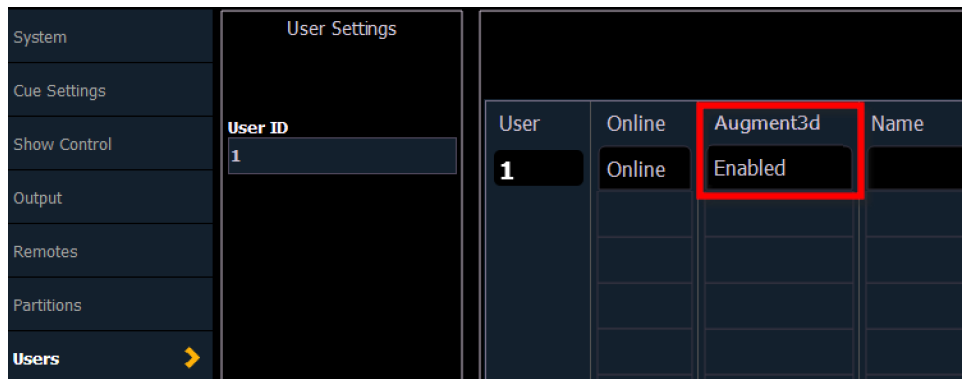 System
Cue Settings
Show Control
Output
Remotes
Partitions
Users
User Settings
User ID
1
User Online Augment3d Name
1 Online Enabled